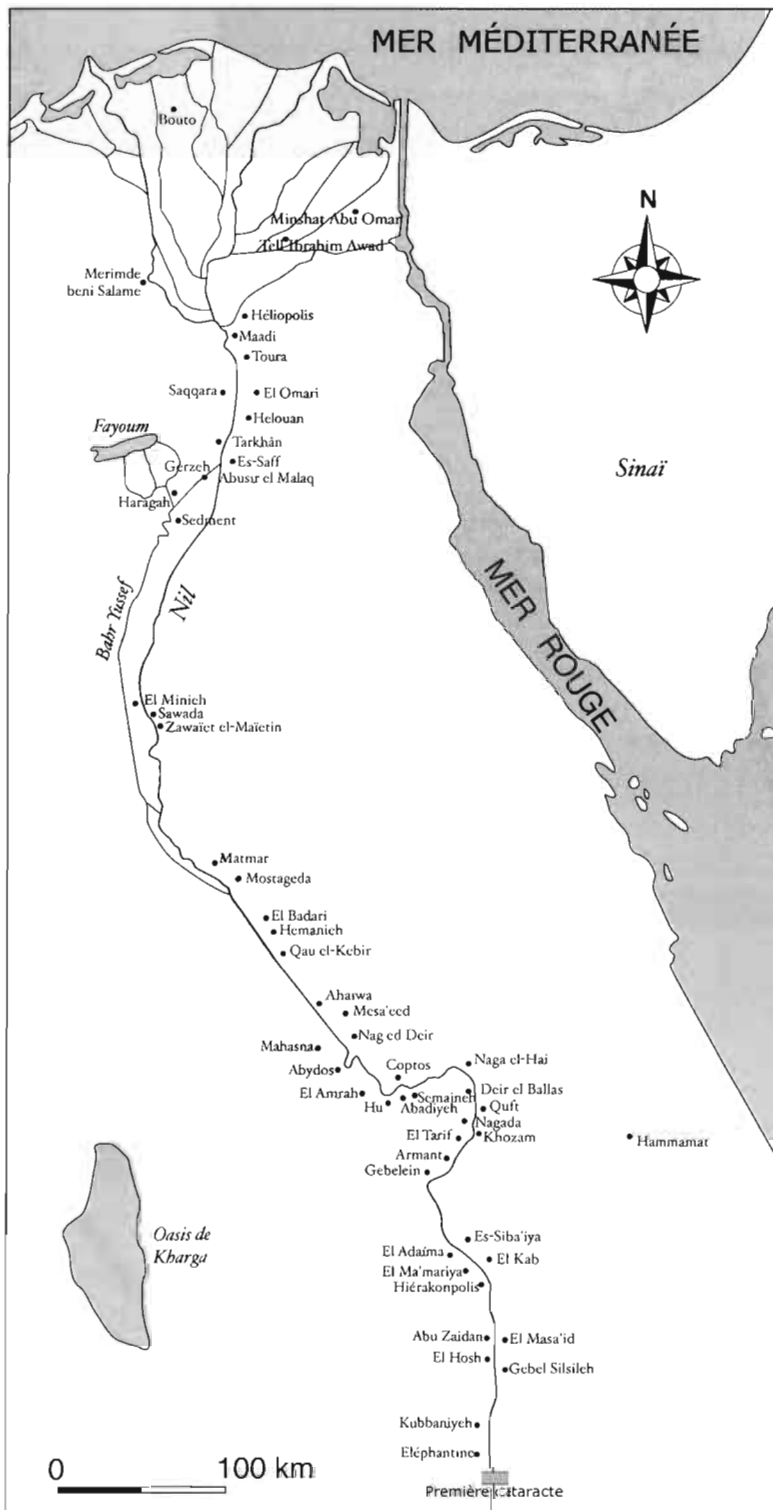 MER MÉDITERRANÉE
Bouto
N
Minshat Abu Omar
Tell Ibrahim Awad
Merimde
beni Salame
Héliopolis
Maadi
Toura
Saqqara
El Omari
Helouan
Fayoum
Tarkhân
Es-Saff
Gerzeh
Abusir el Malaq
Haragah
Sedment
Sinaï
MER ROUGE
Bahr Yussef
Nil
El Minieh
Sawada
Zawaïet el-Maïetin
Matmar
Mostageda
El Badari
Hemanieh
Qau el-Kebir
Ahaiwa
Mesa'eed
Nag ed Deir
Mahasna
Abydos
Coptos
Naga el-Hai
El Amrah
Hu
Abadiyeh
Semaineh
Deir el Ballas
Quft
Nagada
El Tarif
Khozam
Hammamat
Armant
Gebelein
Oasis de
Kharga
Es-Siba'iya
El Adaïma
El Kab
El Ma'mariya
Hiérakonpolis
Abu Zaidan
El Masa'id
El Hosh
Gebel Silsileh
Kubbaniyeh
Eléphantine
0
100 km
Première cataracte